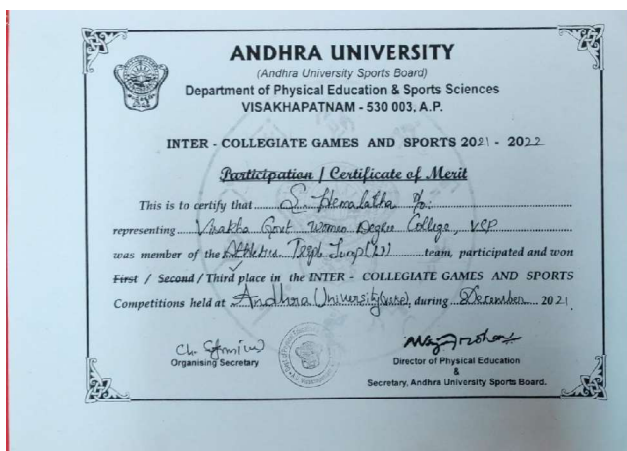 ANDHRA UNIVERSITY
(Andhra University Sports Board)
Department of Physical Education & Sports Sciences
VISAKHAPATNAM - 530 003, A.P.
INTER - COLLEGIATE GAMES AND SPORTS 2021 - 2022
Participation / Certificate of Merit
This is to certify that S. Hemalatha
representing Visakha Govt Women Degree College, VSP
was member of the Athletics Jump team, participated and won
First / Second / Third place in the INTER - COLLEGIATE GAMES AND SPORTS
Competitions held at Andhra University, during December 2021
Organising Secretary
Director of Physical Education
&
Secretary, Andhra University Sports Board.